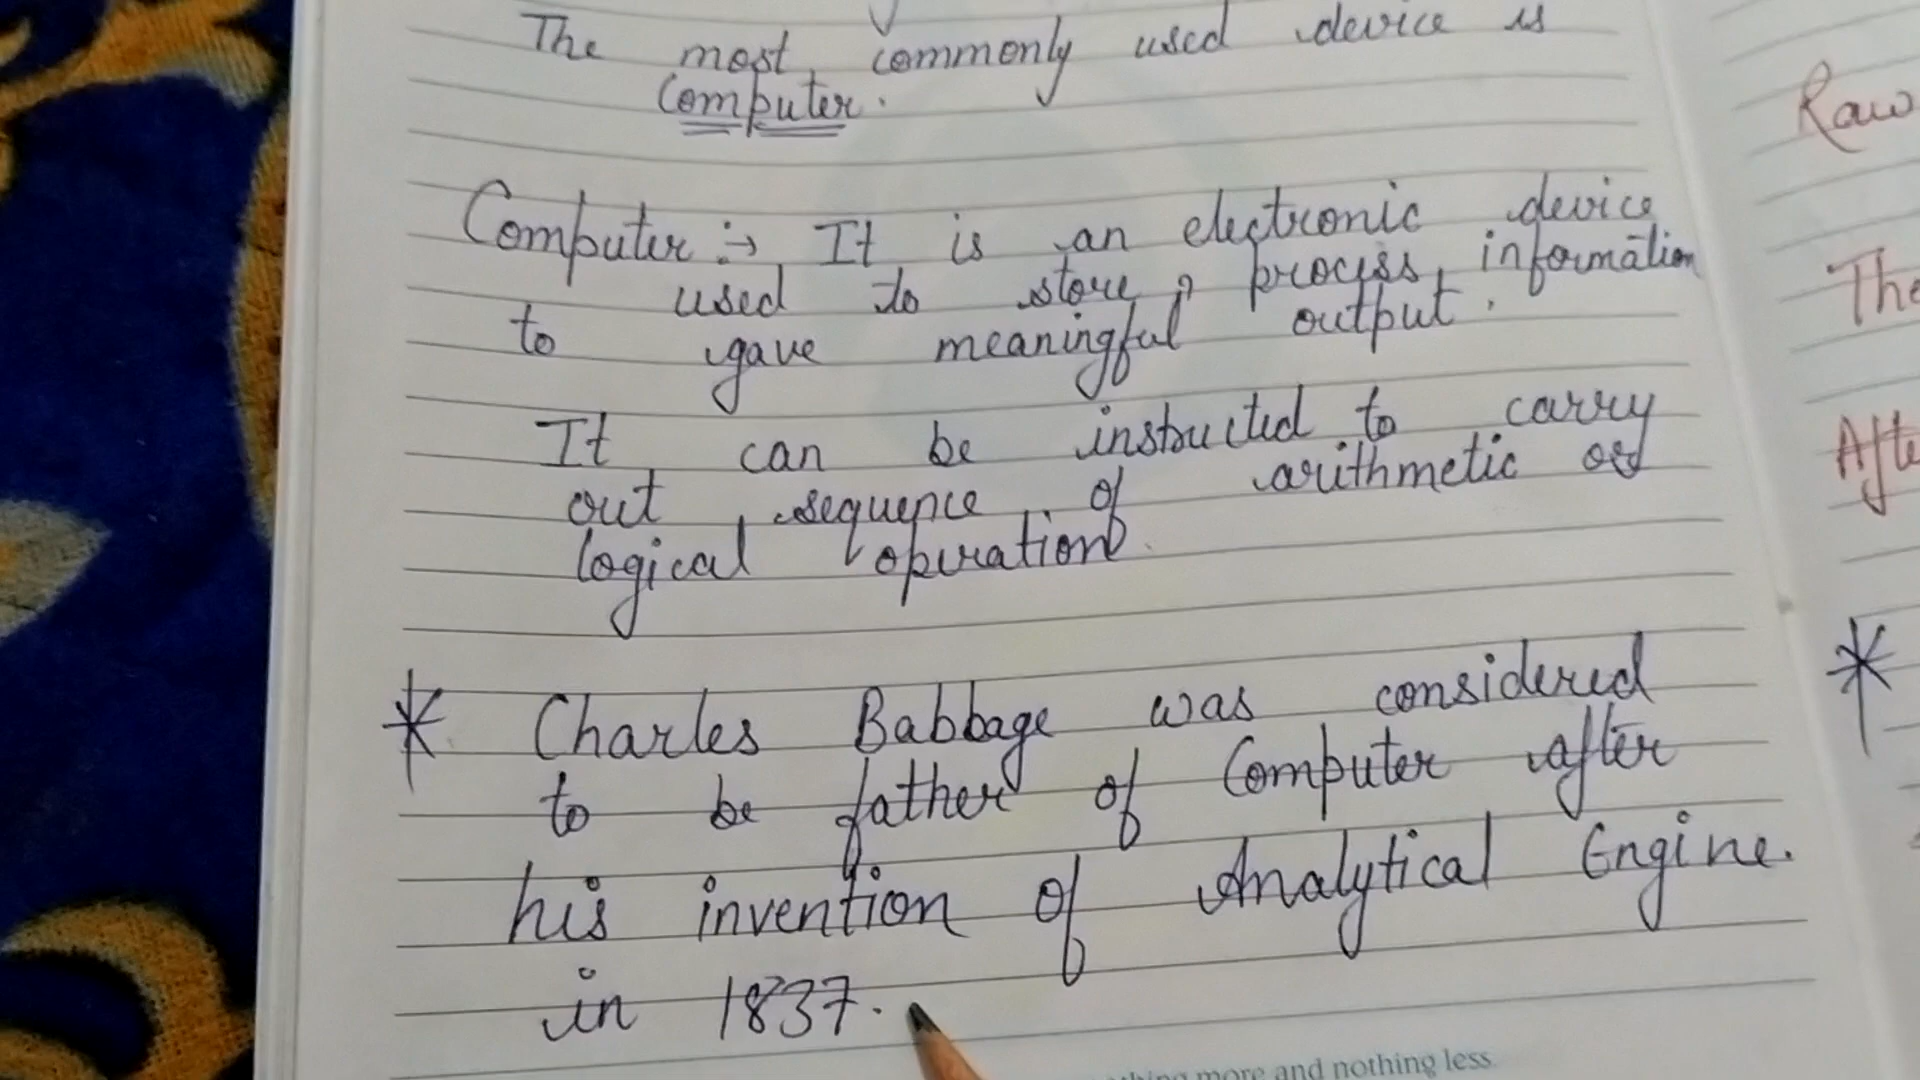 The most commonly used device is
Computer.
Computer :→ It is an electronic device
used to store, process, information
to gave meaningful output.
It can be instructed to carry
out sequence of arithmetic or
logical operation.
* Charles Babbage was considered
to be father of Computer after
his invention of Analytical Engine.
in 1837.
more and nothing less.
Raw
The
Afte
*